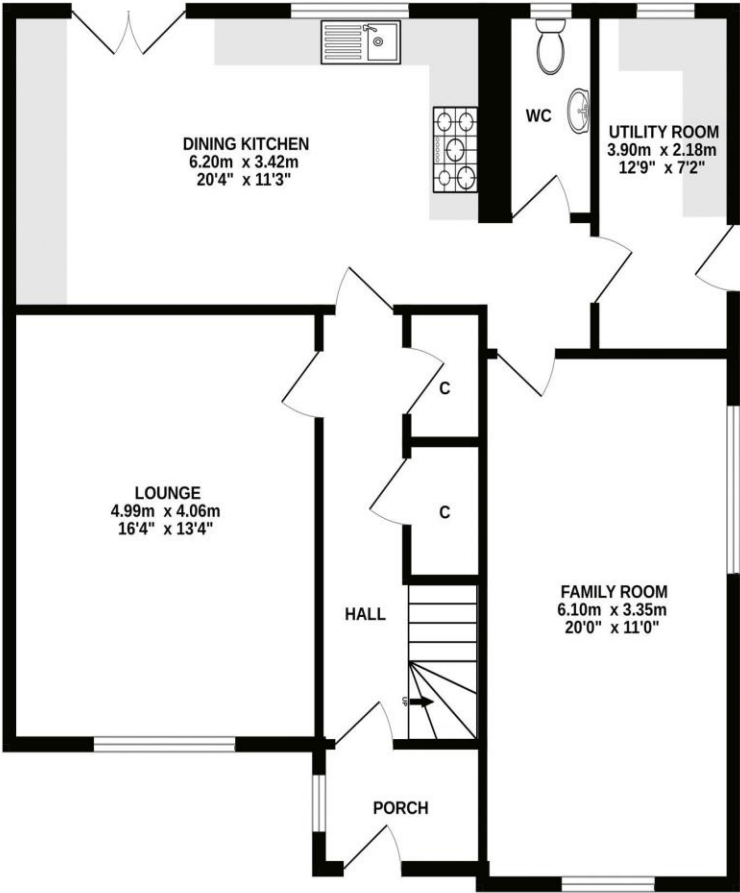 DINING KITCHEN
6.20m x 3.42m
20'4" x 11'3"
WC
UTILITY ROOM
3.90m x 2.18m
12'9" x 7'2"
C
LOUNGE
4.99m x 4.06m
16'4" x 13'4"
C
FAMILY ROOM
6.10m x 3.35m
20'0" x 11'0"
HALL
UP
PORCH